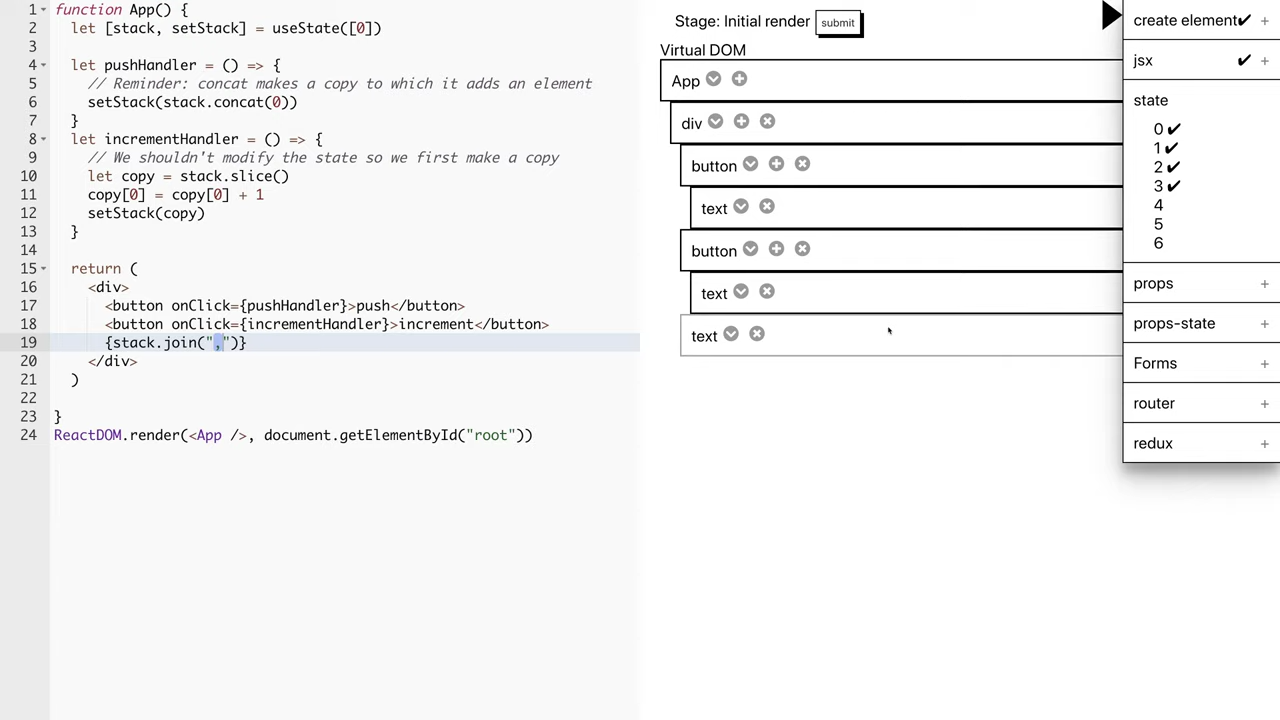 1 function App() {
2 let [stack, setStack] = useState([0])
3
4 let pushHandler = () => {
5 // Reminder: concat makes a copy to which it adds an element
6 setStack(stack.concat(0))
7 }
8 let incrementHandler = () => {
9 // We shouldn't modify the state so we first make a copy
10 let copy = stack.slice()
11 copy[0] = copy[0] + 1
12 setStack(copy)
13 }
14
15 return (
16 <div>
17 <button onClick={pushHandler}>push</button>
18 <button onClick={incrementHandler}>increment</button>
19 {stack.join(",")}
20 </div>
21 )
22
23 }
24 ReactDOM.render(<App />, document.getElementById("root"))
Stage: Initial render submit
Virtual DOM
App
div
button
text
button
text
text
create element✔ +
jsx ✔ +
state
0 ✔
1 ✔
2 ✔
3 ✔
4
5
6
props +
props-state +
Forms +
router +
redux +